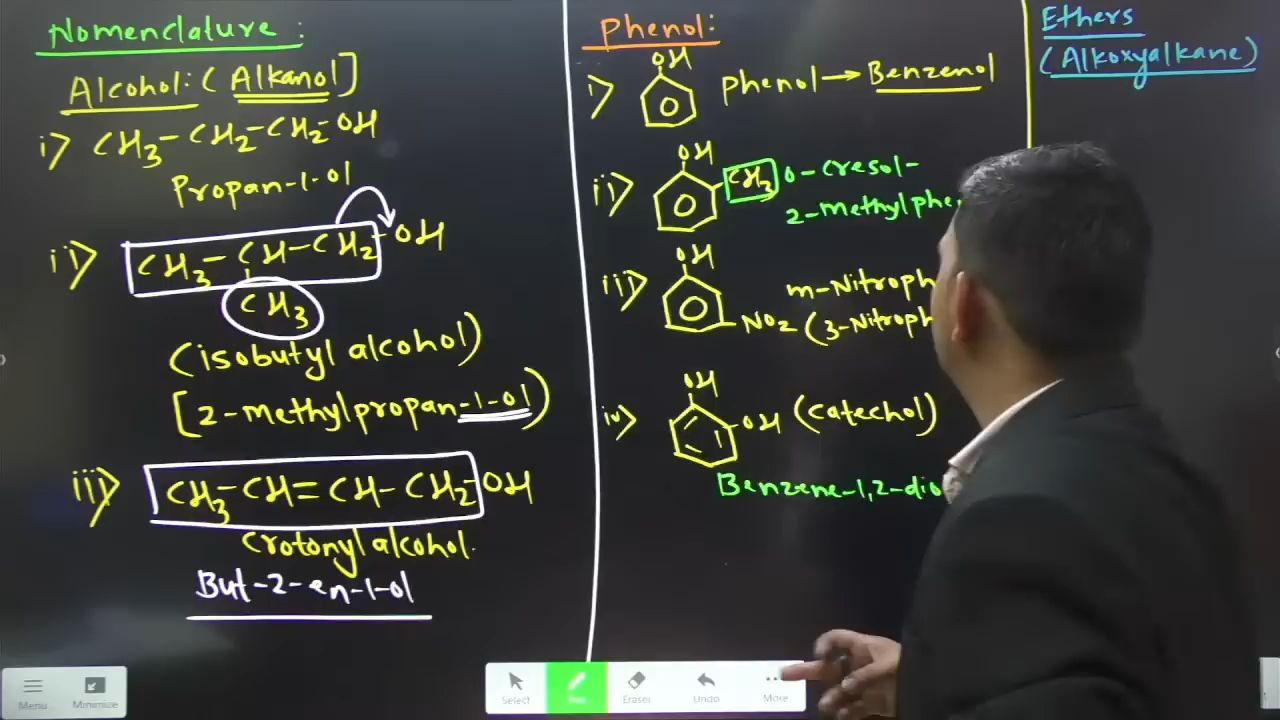 Nomenclature :
Alcohol: (Alkanol]
i) CH3-CH2-CH2-OH
Propan-1-ol
ii) CH3-CH-CH2-OH
CH3
(isobutyl alcohol)
[2-methylpropan-1-ol)
iii) CH3-CH=CH-CH2-OH
Crotonyl alcohol.
But-2-en-1-ol
Phenol:
OH
i) Phenol→Benzenol
OH
ii) CH3 O-cresol-
2-methylphe
OH
iii) m-Nitroph
NO2 (3-Nitroph
OH
iv) OH (catechol)
Benzene-1,2-dio
Ethers
(Alkoxyalkane)
Menu
Minimize
Select
Eraser
Undo
More